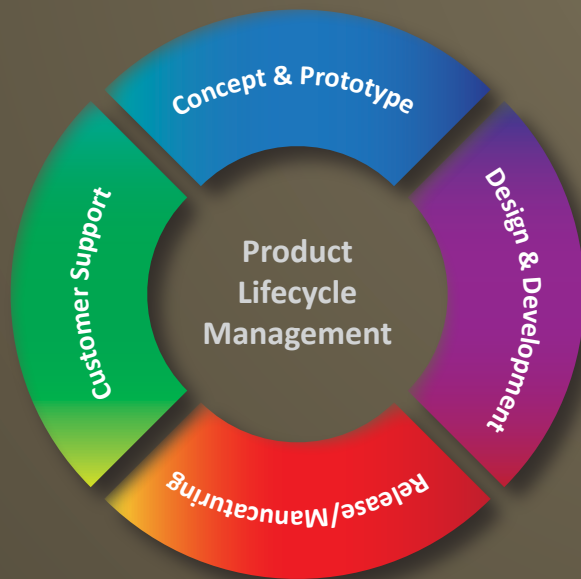 Concept & Prototype
Design & Development
Release/Manucaturing
Customer Support
Product
Lifecycle
Management